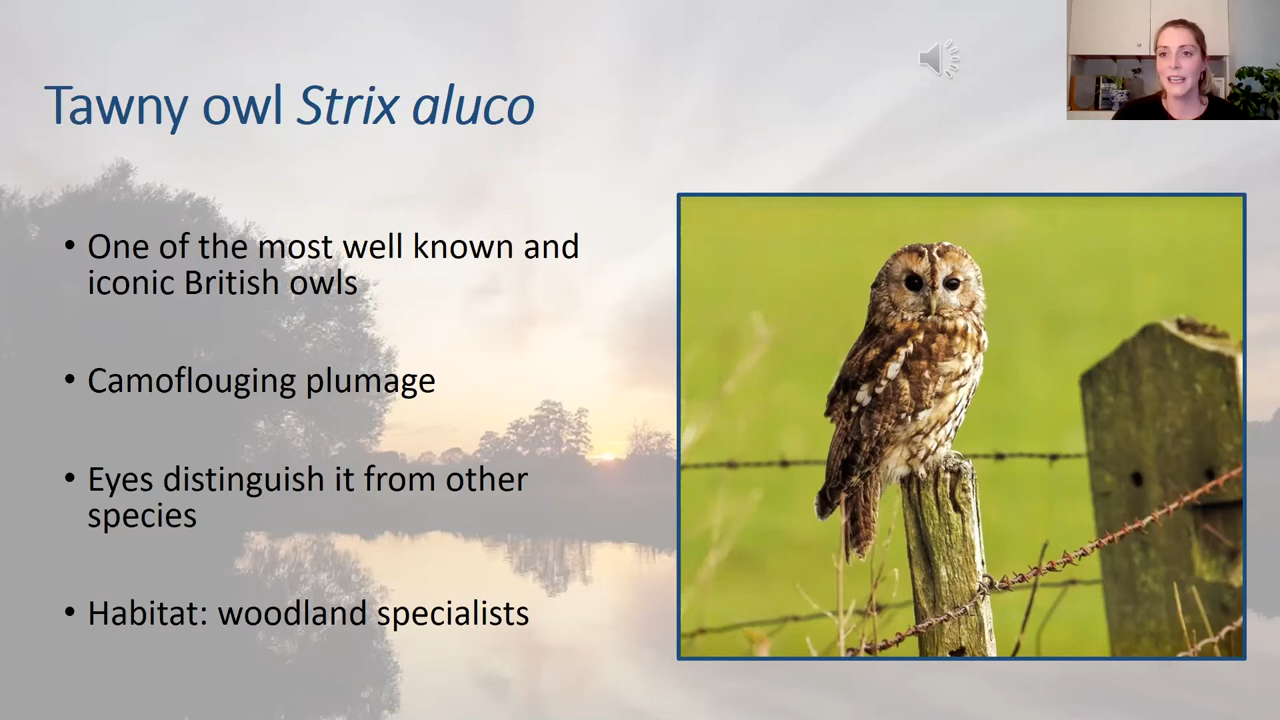 Tawny owl Strix aluco
• One of the most well known and
iconic British owls
• Camoflouging plumage
• Eyes distinguish it from other
species
• Habitat: woodland specialists